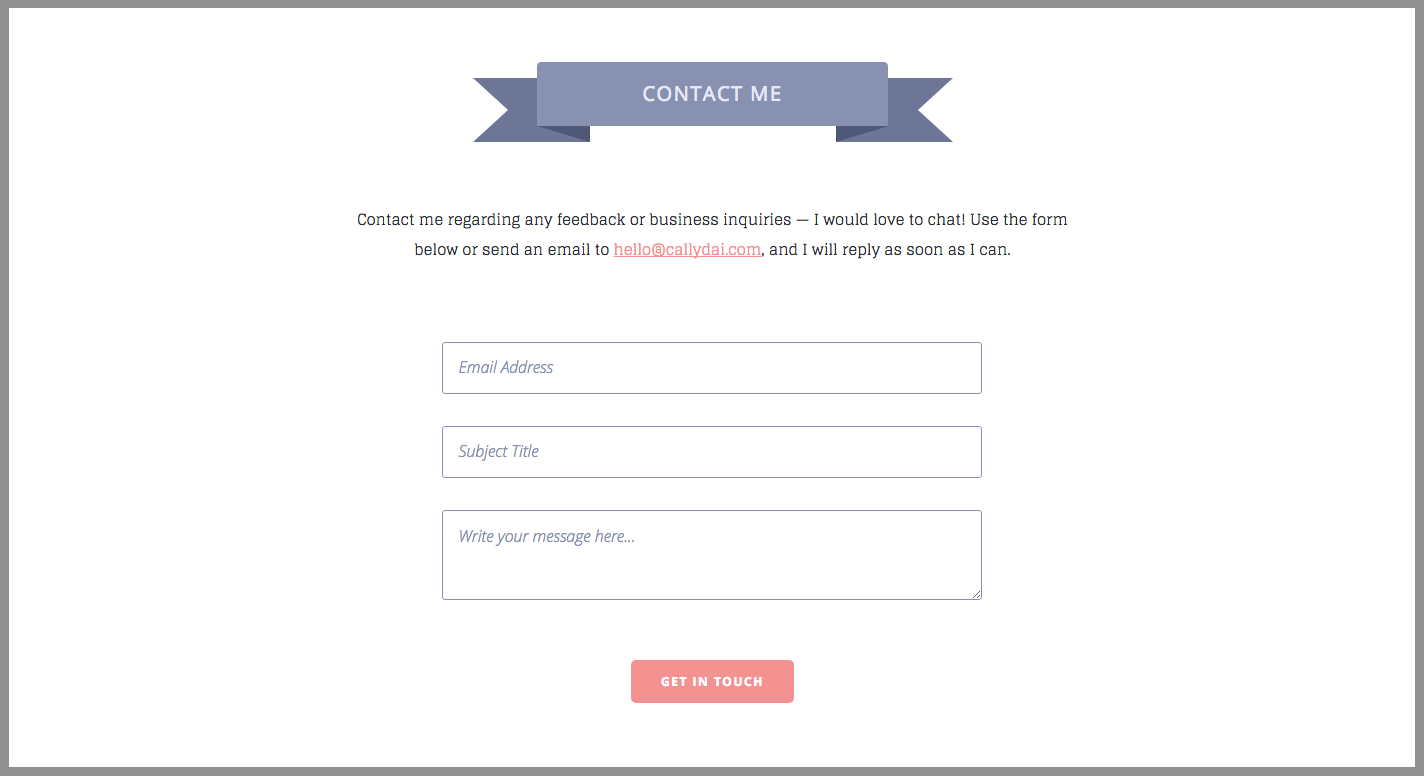 CONTACT ME
Contact me regarding any feedback or business inquiries — I would love to chat! Use the form
below or send an email to hello@callydai.com, and I will reply as soon as I can.
Email Address
Subject Title
Write your message here...
GET IN TOUCH